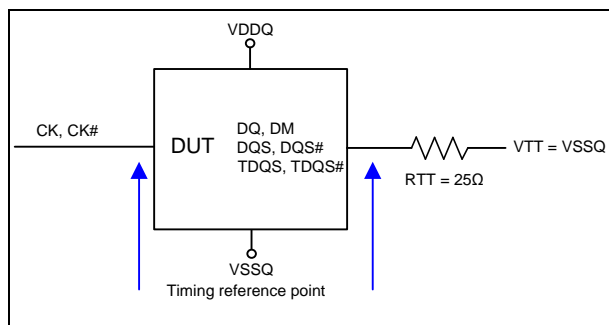 VDDQ
CK, CK#
DUT
DQ, DM
DQS, DQS#
TDQS, TDQS#
VTT = VSSQ
RTT = 25Ω
VSSQ
Timing reference point